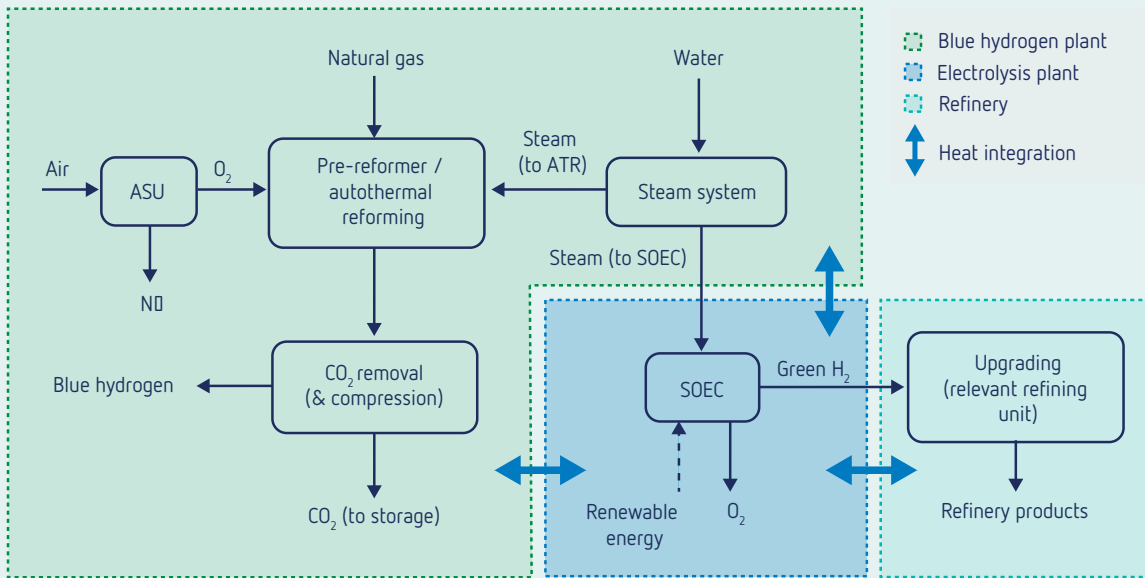 Natural gas
Water
Blue hydrogen plant
Electrolysis plant
Refinery
Heat integration
Air
ASU
O₂
Pre-reformer /
autothermal
reforming
Steam
(to ATR)
Steam system
N▯
Steam (to SOEC)
Blue hydrogen
CO₂ removal
(& compression)
SOEC
Green H₂
Upgrading
(relevant refining
unit)
CO₂ (to storage)
Renewable
energy
O₂
Refinery products